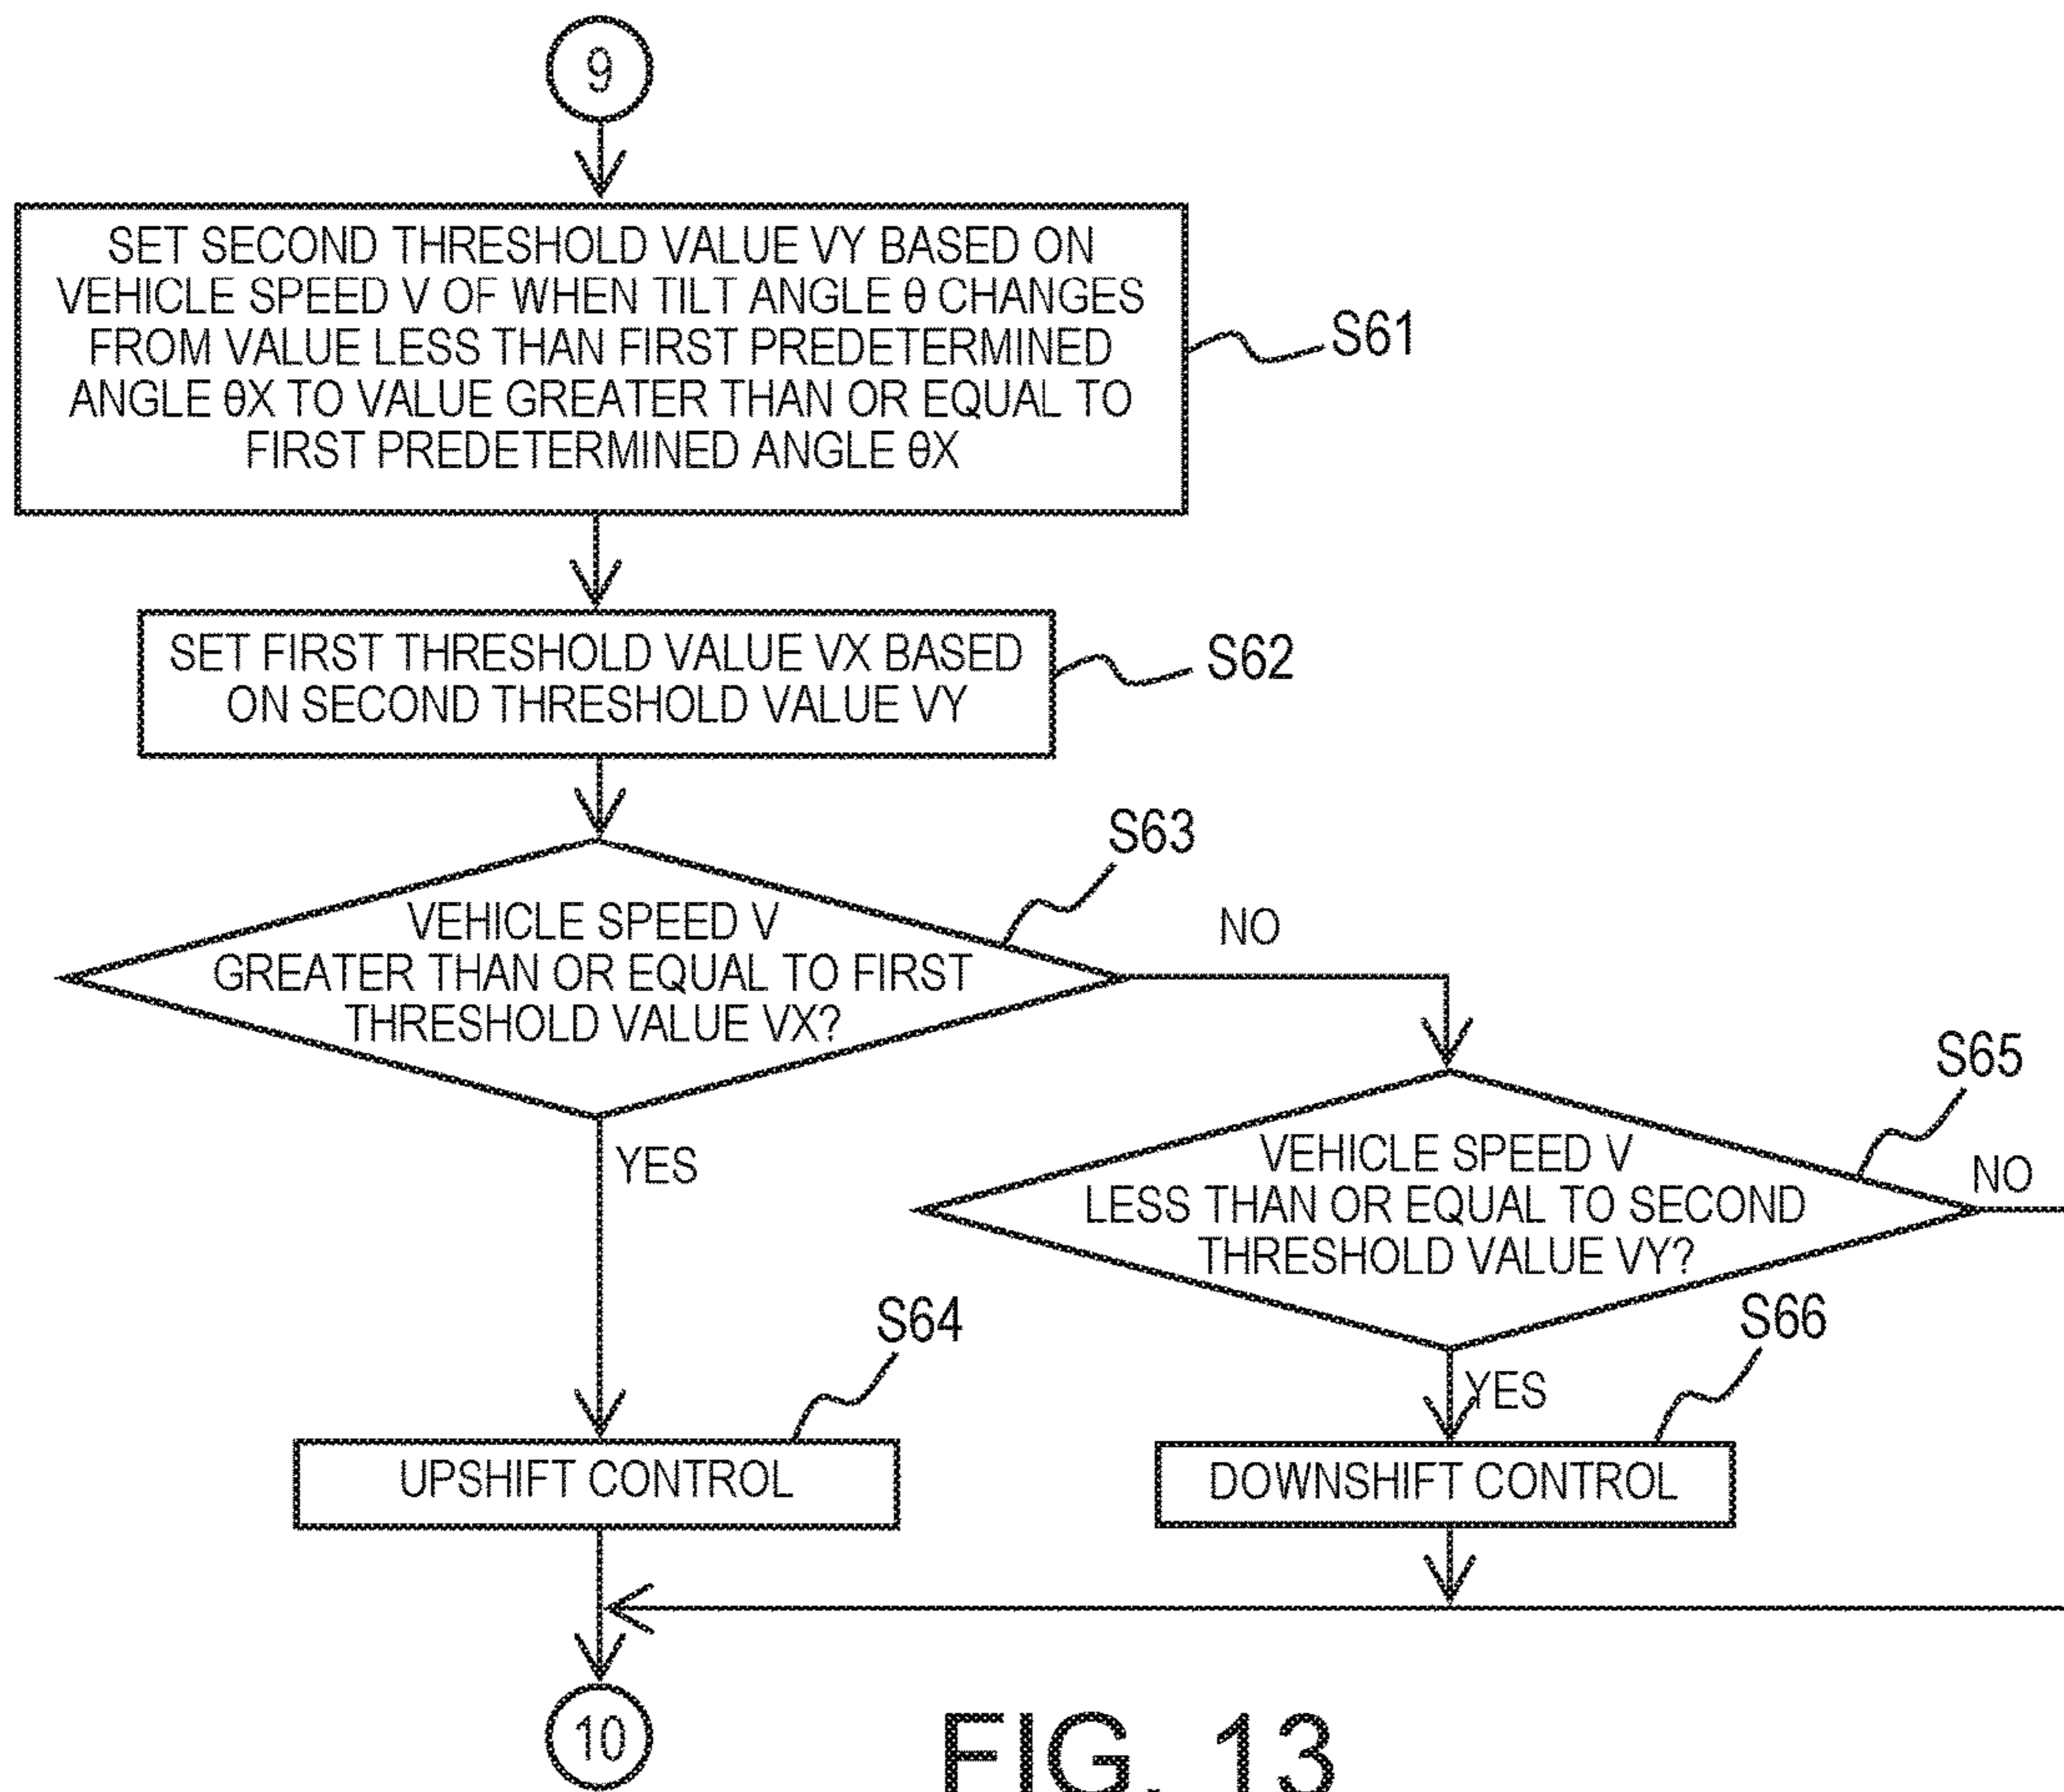 9
SET SECOND THRESHOLD VALUE VY BASED ON
VEHICLE SPEED V OF WHEN TILT ANGLE θ CHANGES
FROM VALUE LESS THAN FIRST PREDETERMINED
ANGLE θX TO VALUE GREATER THAN OR EQUAL TO
FIRST PREDETERMINED ANGLE θX
S61
SET FIRST THRESHOLD VALUE VX BASED
ON SECOND THRESHOLD VALUE VY
S62
S63
VEHICLE SPEED V
GREATER THAN OR EQUAL TO FIRST
THRESHOLD VALUE VX?
NO
YES
S65
VEHICLE SPEED V
LESS THAN OR EQUAL TO SECOND
THRESHOLD VALUE VY?
NO
YES
S64
UPSHIFT CONTROL
S66
DOWNSHIFT CONTROL
10
FIG. 13